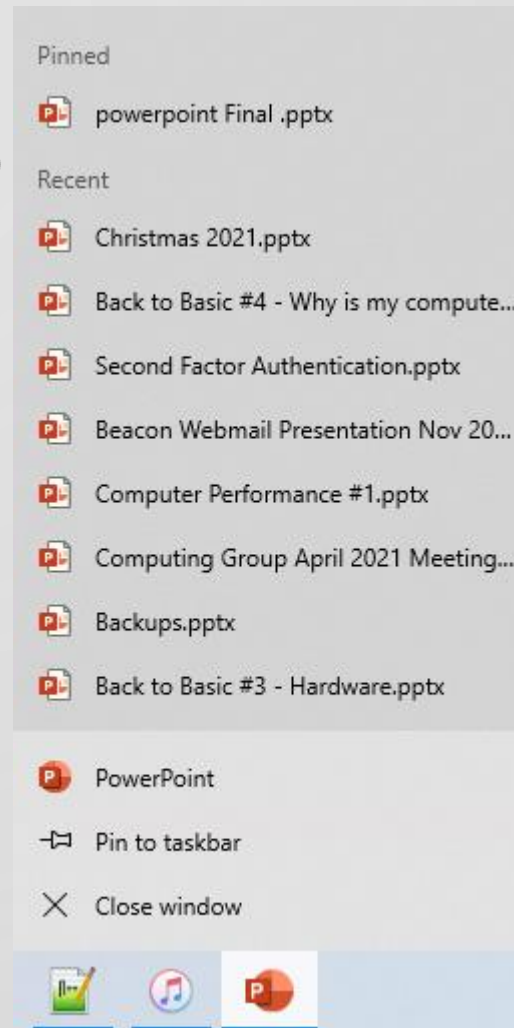 Pinned
powerpoint Final .pptx
Recent
Christmas 2021.pptx
Back to Basic #4 - Why is my compute...
Second Factor Authentication.pptx
Beacon Webmail Presentation Nov 20...
Computer Performance #1.pptx
Computing Group April 2021 Meeting...
Backups.pptx
Back to Basic #3 - Hardware.pptx
PowerPoint
Pin to taskbar
Close window